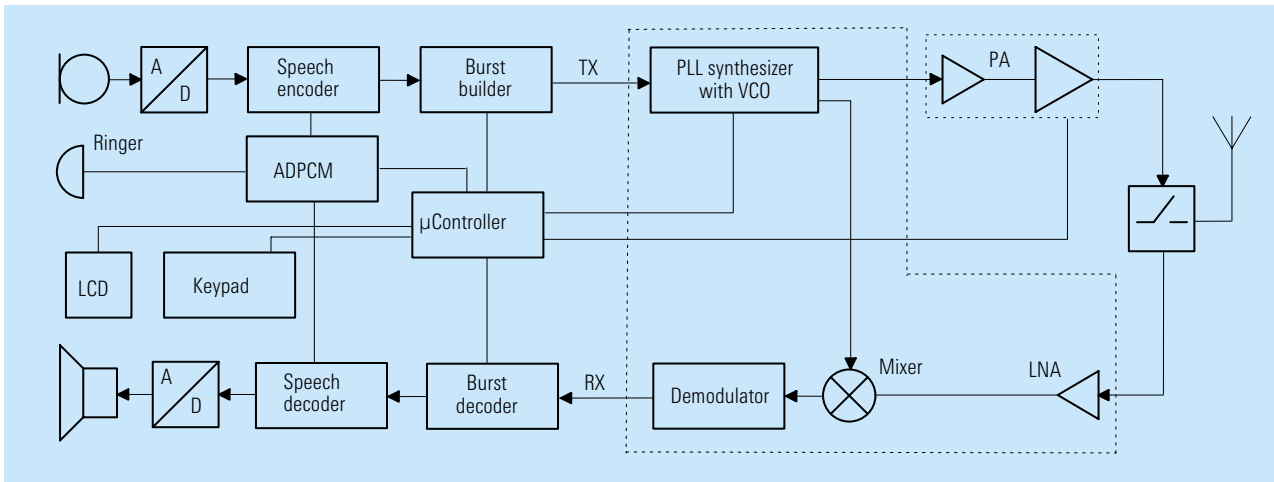 A
D
Speech
encoder
Burst
builder
TX
PLL synthesizer
with VCO
PA
Ringer
ADPCM
µController
LCD
Keypad
A
D
Speech
decoder
Burst
decoder
RX
Demodulator
Mixer
LNA